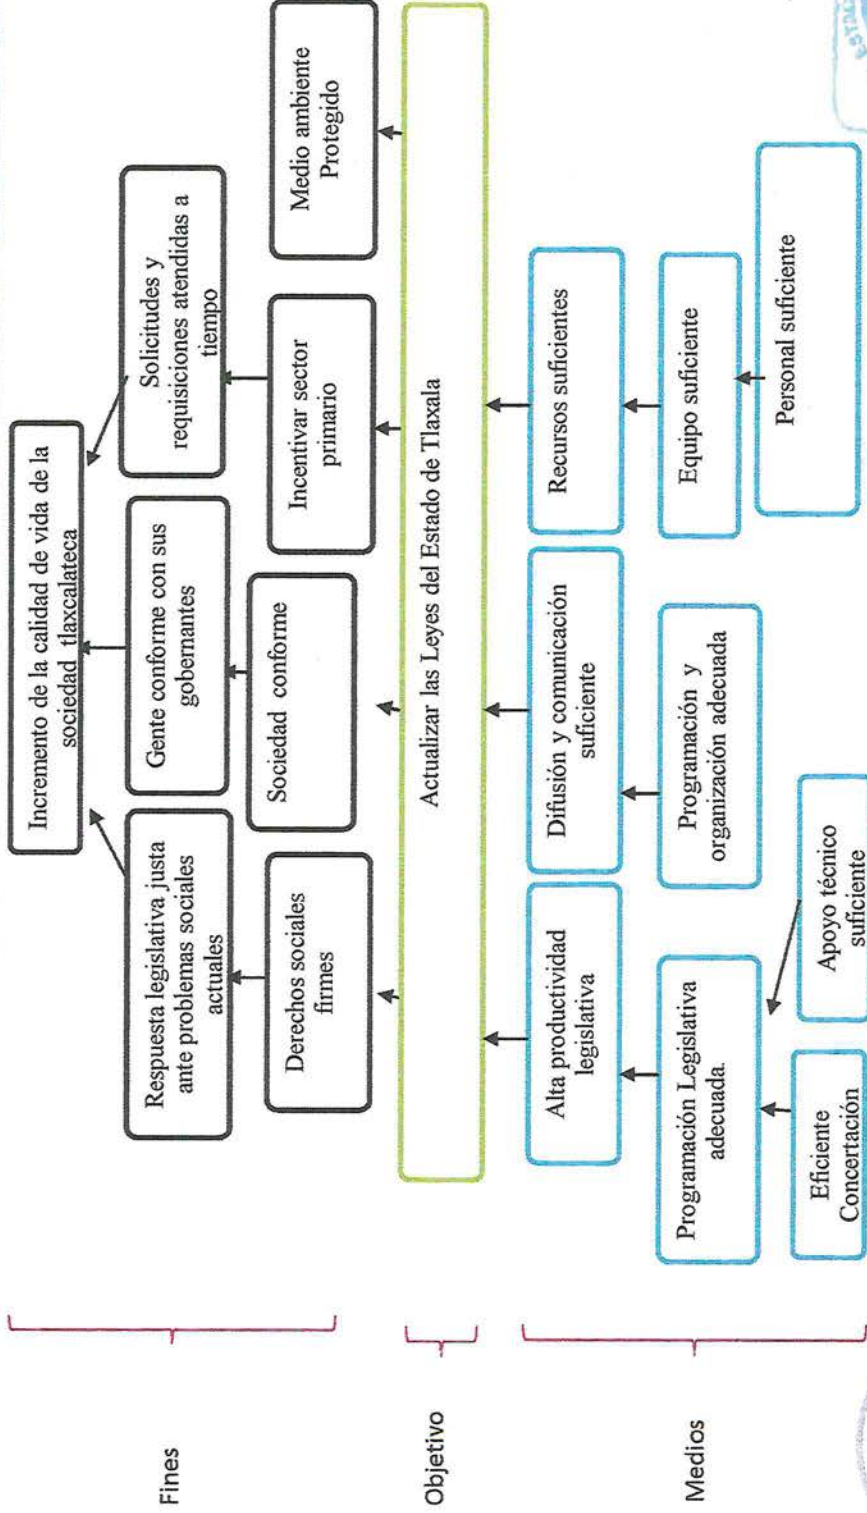 Incremento de la calidad de vida de la
sociedad tlaxcalateca
Respuesta legislativa justa
ante problemas sociales
actuales
Gente conforme con sus
gobernantes
Solicitudes y
requisiciones atendidas a
tiempo
Fines
Derechos sociales
firmes
Sociedad conforme
Incentivar sector
primario
Medio ambiente
Protegido
Objetivo
Actualizar las Leyes del Estado de Tlaxala
Alta productividad
legislativa
Difusión y comunicación
suficiente
Recursos suficientes
Medios
Programación Legislativa
adecuada.
Programación y
organización adecuada
Equipo suficiente
Eficiente
Concertación
Apoyo técnico
suficiente
Personal suficiente